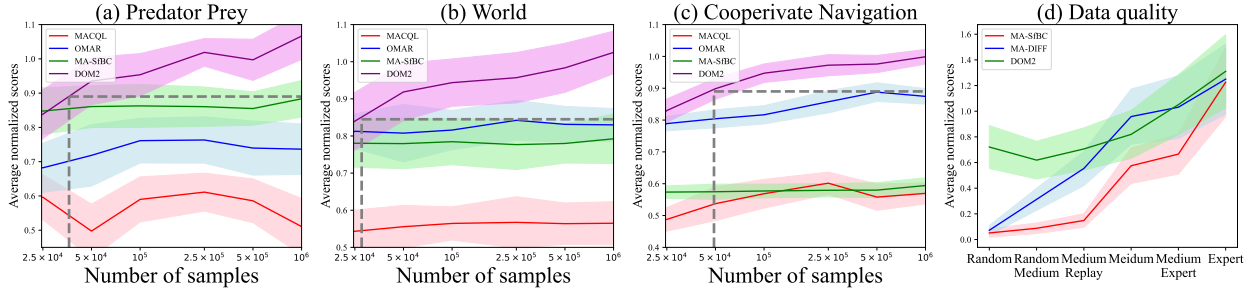 (a) Predator Prey
Average normalized scores
1.1
1.0
0.9
0.8
0.7
0.6
0.5
MACQL
OMAR
MA-SfBC
DOM2
2.5 × 10⁴
5 × 10⁴
10⁵
2.5 × 10⁵
5 × 10⁵
10⁶
Number of samples
(b) World
Average normalized scores
1.1
1.0
0.9
0.8
0.7
0.6
0.5
MACQL
OMAR
MA-SfBC
DOM2
2.5 × 10⁴
5 × 10⁴
10⁵
2.5 × 10⁵
5 × 10⁵
10⁶
Number of samples
(c) Cooperivate Navigation
Average normalized scores
1.1
1.0
0.9
0.8
0.7
0.6
0.5
0.4
MACQL
OMAR
MA-SfBC
DOM2
2.5 × 10⁴
5 × 10⁴
10⁵
2.5 × 10⁵
5 × 10⁵
10⁶
Number of samples
(d) Data quality
Average normalized scores
1.6
1.4
1.2
1.0
0.8
0.6
0.4
0.2
0.0
MA-SfBC
MA-DIFF
DOM2
Random
Random
Medium
Medium
Replay
Meidum
Medium
Expert
Expert